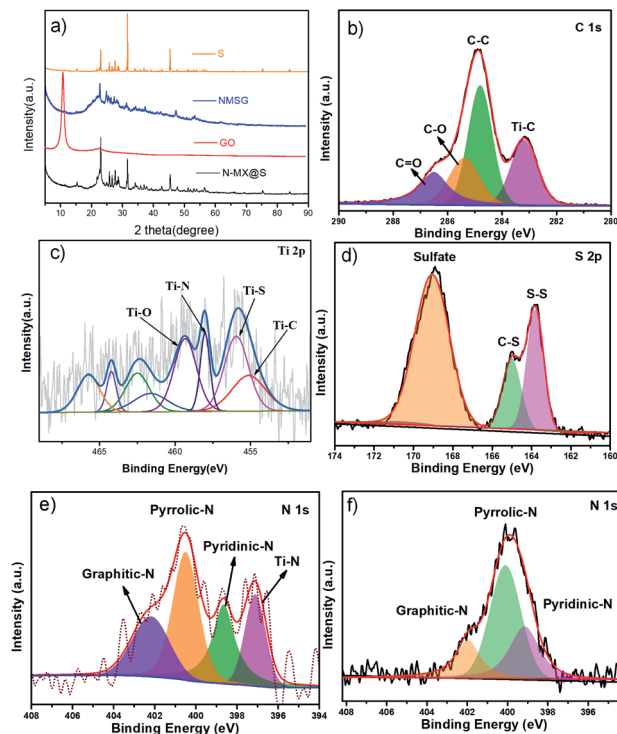 a)
S
NMSG
GO
N-MX@S
Intensity(a.u.)
10 20 30 40 50 60 70 80 90
2 theta(degree)
b)
C 1s
C-C
C-O
Ti-C
C=O
Intensity (a.u.)
290 288 286 284 282 280
Binding Energy (eV)
c)
Ti 2p
Ti-N
Ti-S
Ti-O
Ti-C
Intensity(a.u.)
465 460 455
Binding Energy(eV)
d)
S 2p
Sulfate
S-S
C-S
Intensity(a.u.)
174 172 170 168 166 164 162 160
Binding Energy (eV)
e)
N 1s
Pyrrolic-N
Pyridinic-N
Graphitic-N
Ti-N
Intensity (a.u.)
408 406 404 402 400 398 396 394
Binding Energy (eV)
f)
N 1s
Pyrrolic-N
Graphitic-N
Pyridinic-N
Intensity (a.u.)
408 406 404 402 400 398 396
Binding Energy (eV)